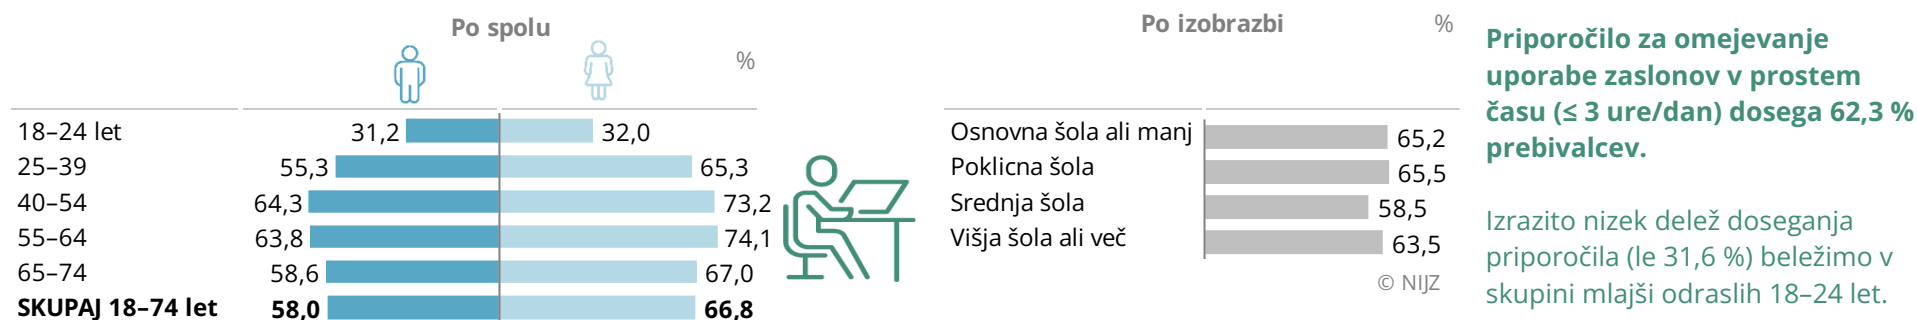 Po spolu
%
18–24 let 31,2 32,0
25–39 55,3 65,3
40–54 64,3 73,2
55–64 63,8 74,1
65–74 58,6 67,0
SKUPAJ 18–74 let 58,0 66,8
Po izobrazbi %
Osnovna šola ali manj 65,2
Poklicna šola 65,5
Srednja šola 58,5
Višja šola ali več 63,5
© NIJZ
Priporočilo za omejevanje
uporabe zaslonov v prostem
času (≤ 3 ure/dan) dosega 62,3 %
prebivalcev.
Izrazito nizek delež doseganja
priporočila (le 31,6 %) beležimo v
skupini mlajši odraslih 18–24 let.